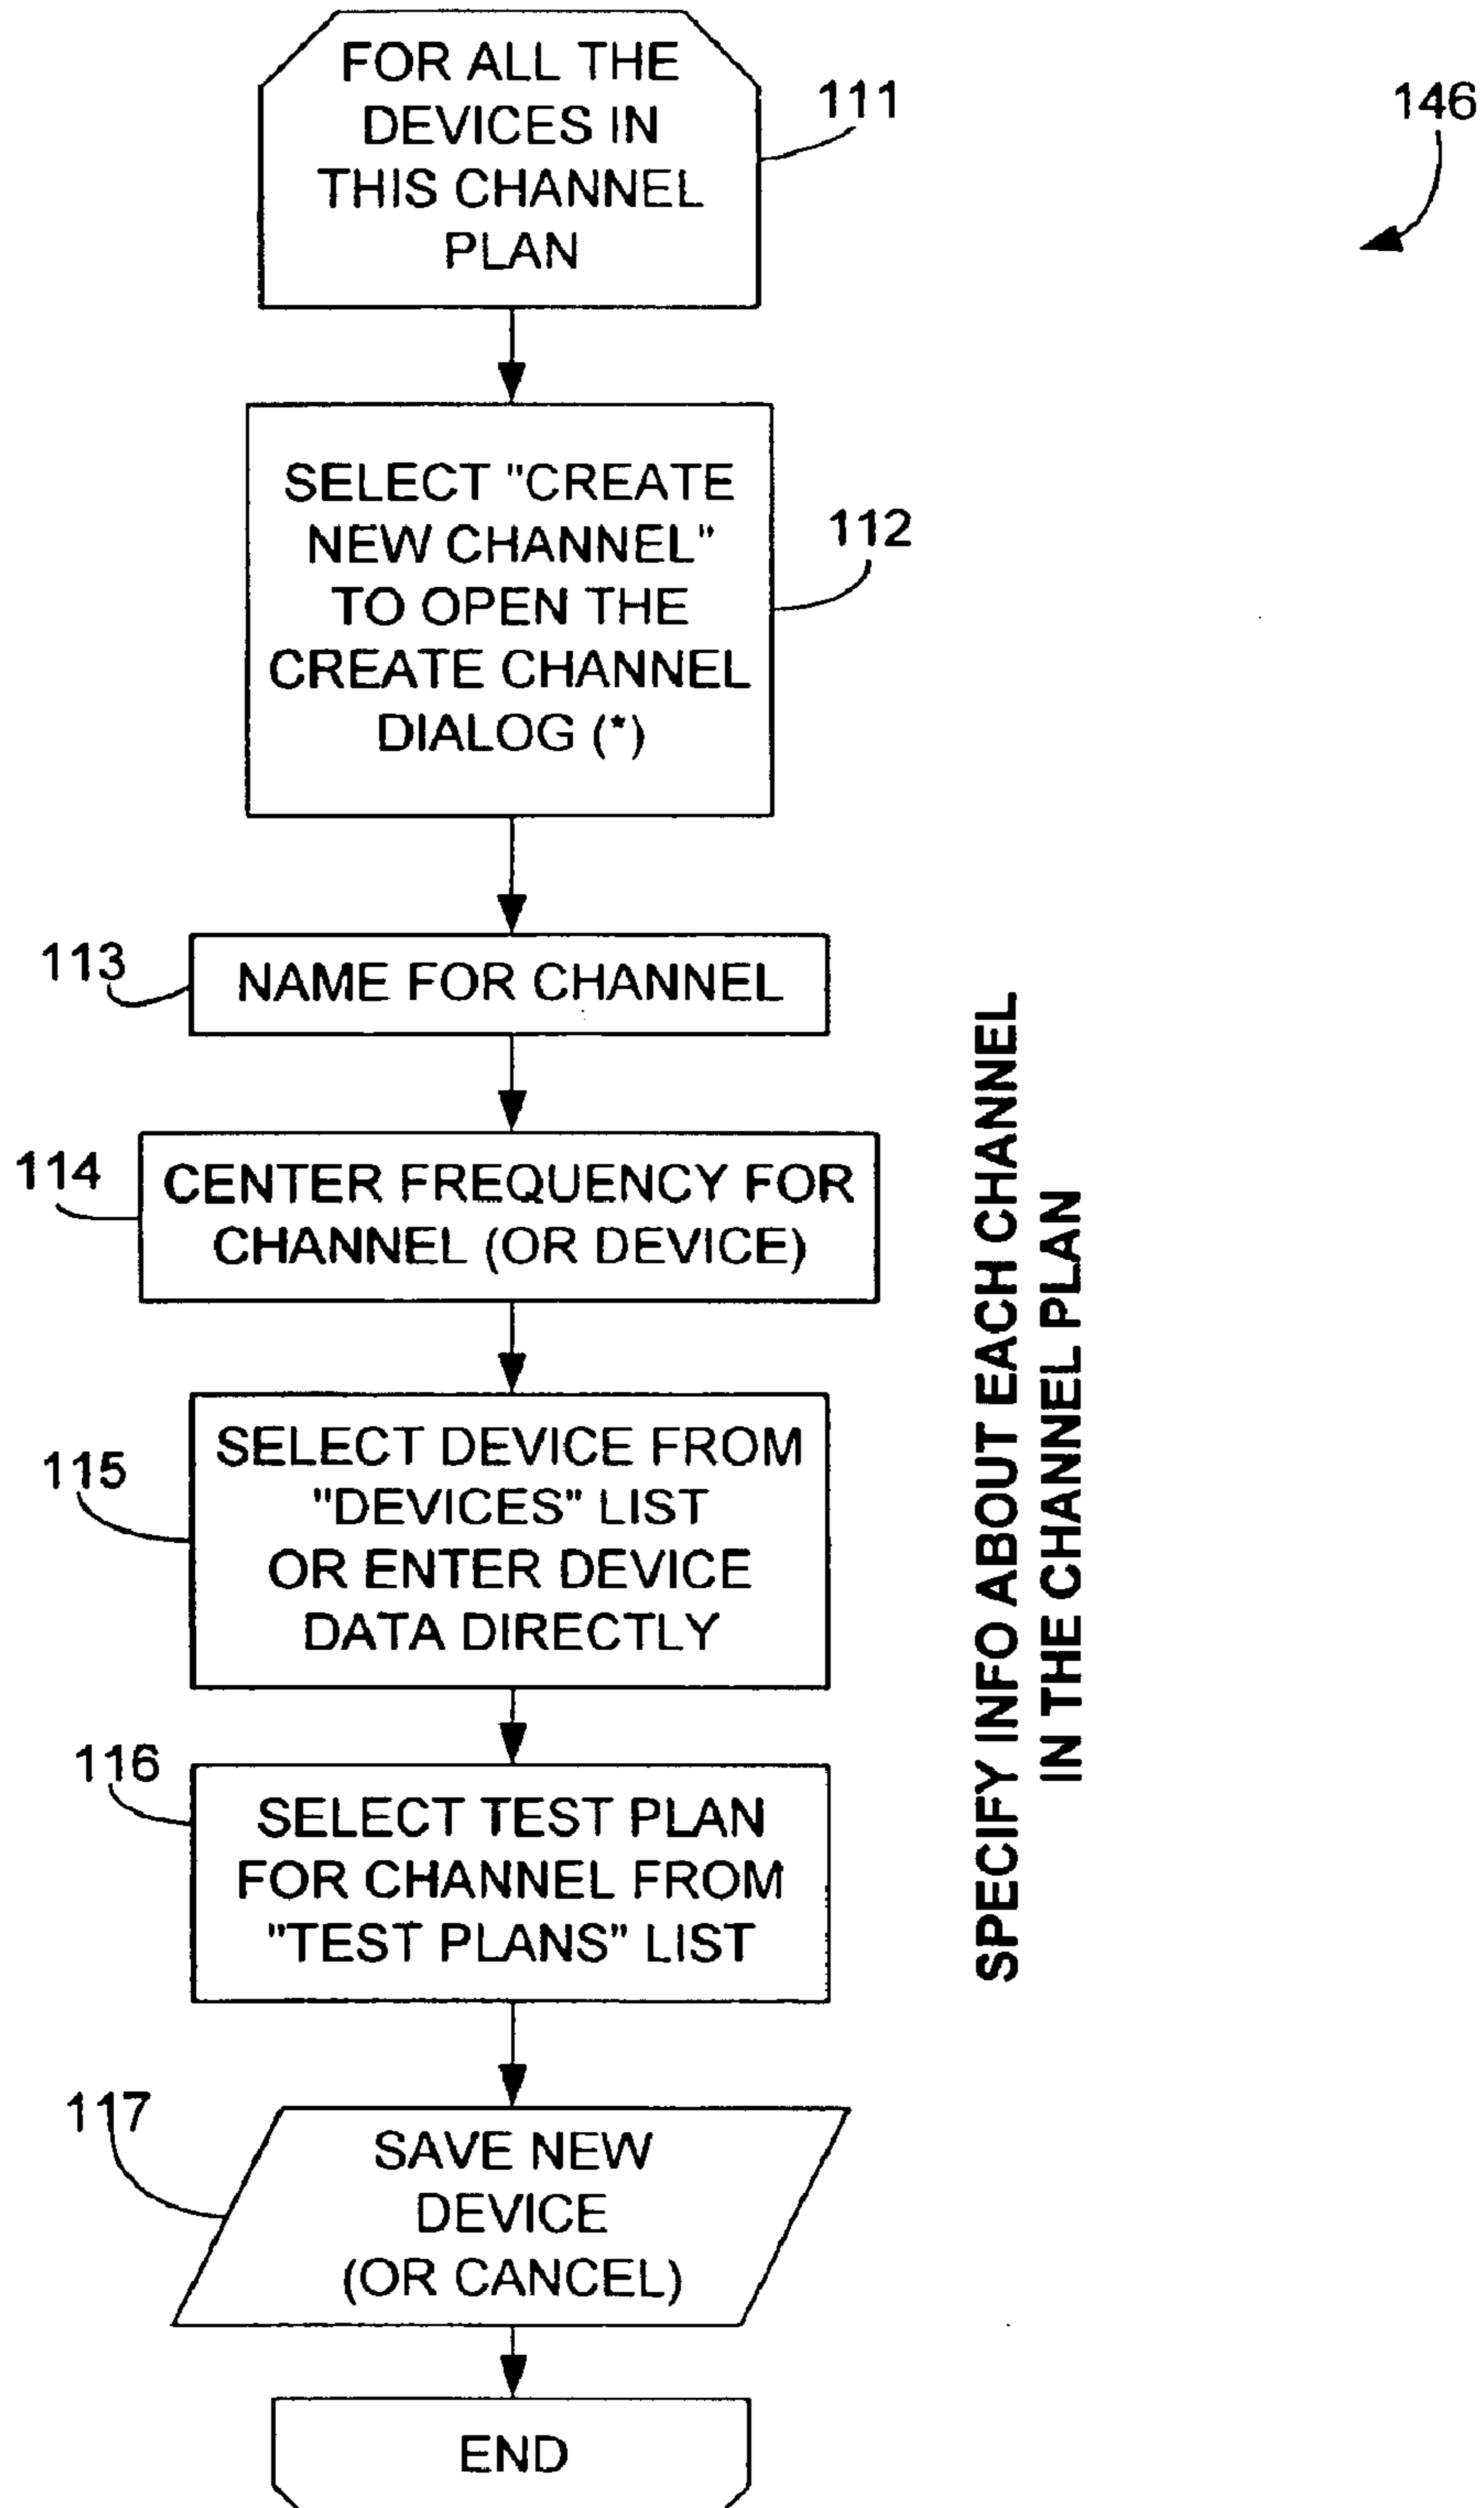 FOR ALL THE
DEVICES IN
THIS CHANNEL
PLAN
111
146
SELECT "CREATE
NEW CHANNEL"
TO OPEN THE
CREATE CHANNEL
DIALOG (*)
112
113
NAME FOR CHANNEL
114
CENTER FREQUENCY FOR
CHANNEL (OR DEVICE)
115
SELECT DEVICE FROM
"DEVICES" LIST
OR ENTER DEVICE
DATA DIRECTLY
116
SELECT TEST PLAN
FOR CHANNEL FROM
"TEST PLANS" LIST
117
SAVE NEW
DEVICE
(OR CANCEL)
END
SPECIFY INFO ABOUT EACH CHANNEL
IN THE CHANNEL PLAN